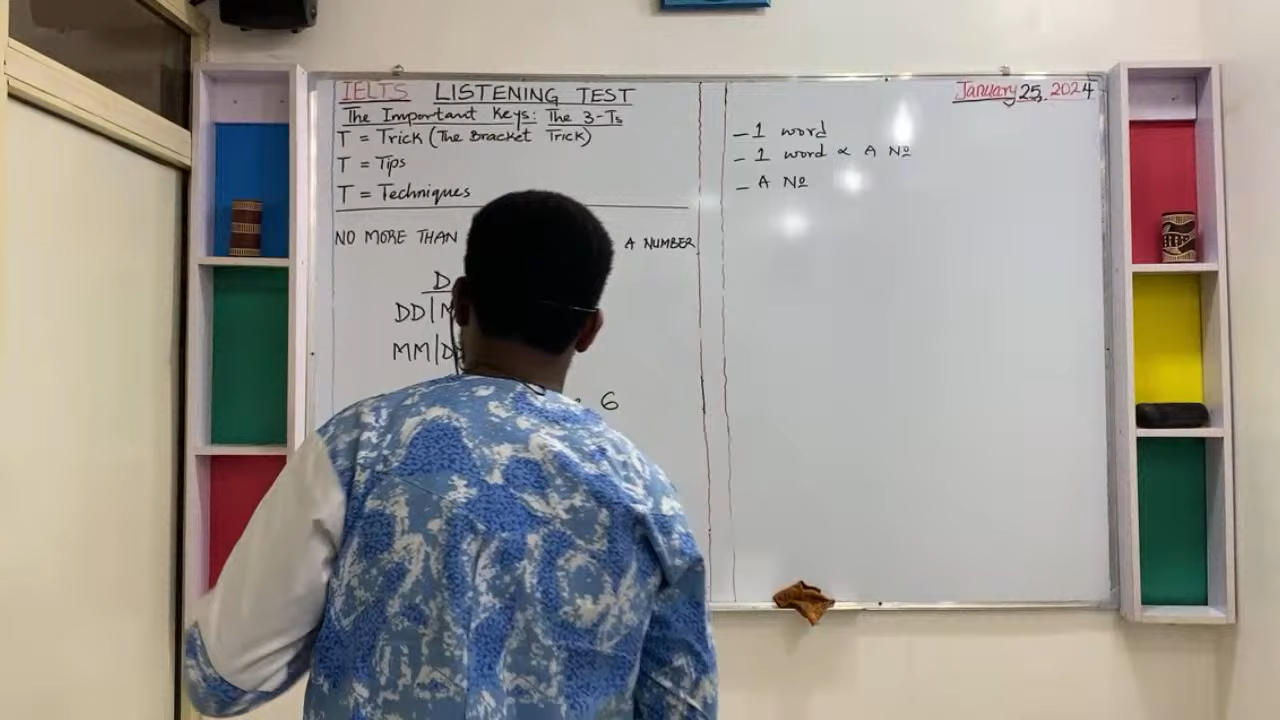 IELTS LISTENING TEST
The Important Keys: The 3-Ts
T = Trick (The Bracket Trick)
T = Tips
T = Techniques
NO MORE THAN A NUMBER
D
DD/M
MM/DD
6
January 25, 2024
- 1 word
- 1 word & A Nº
- A Nº